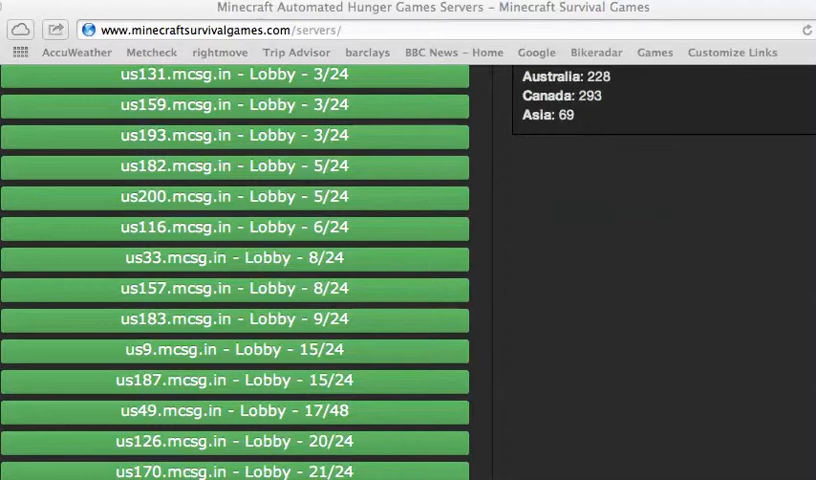 Minecraft Automated Hunger Games Servers – Minecraft Survival Games
www.minecraftsurvivalgames.com/servers/
AccuWeather Metcheck rightmove Trip Advisor barclays BBC News - Home Google Bikeradar Games Customize Links
us131.mcsg.in - Lobby - 3/24
us159.mcsg.in - Lobby - 3/24
us193.mcsg.in - Lobby - 3/24
us182.mcsg.in - Lobby - 5/24
us200.mcsg.in - Lobby - 5/24
us116.mcsg.in - Lobby - 6/24
us33.mcsg.in - Lobby - 8/24
us157.mcsg.in - Lobby - 8/24
us183.mcsg.in - Lobby - 9/24
us9.mcsg.in - Lobby - 15/24
us187.mcsg.in - Lobby - 15/24
us49.mcsg.in - Lobby - 17/48
us126.mcsg.in - Lobby - 20/24
us170.mcsg.in - Lobby - 21/24
Australia: 228
Canada: 293
Asia: 69